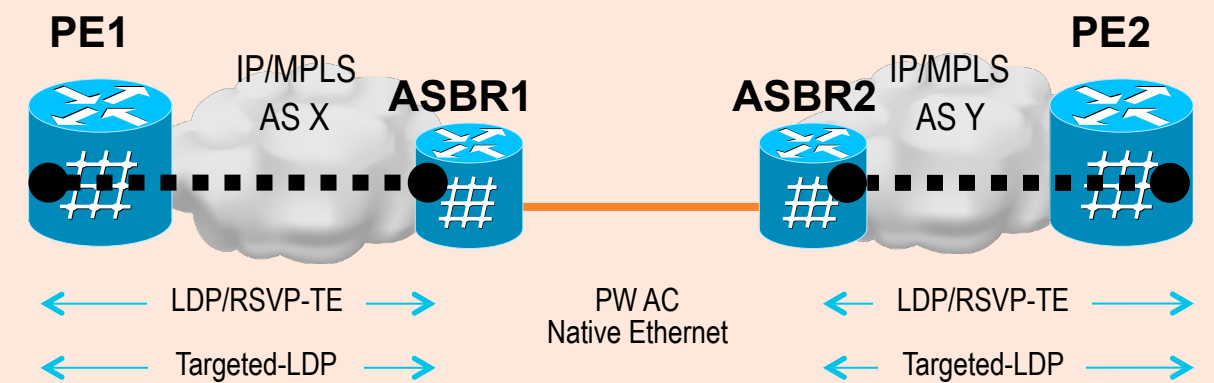 PE1
PE2
IP/MPLS
AS X
ASBR1
ASBR2
IP/MPLS
AS Y
LDP/RSVP-TE
PW AC
Native Ethernet
LDP/RSVP-TE
Targeted-LDP
Targeted-LDP